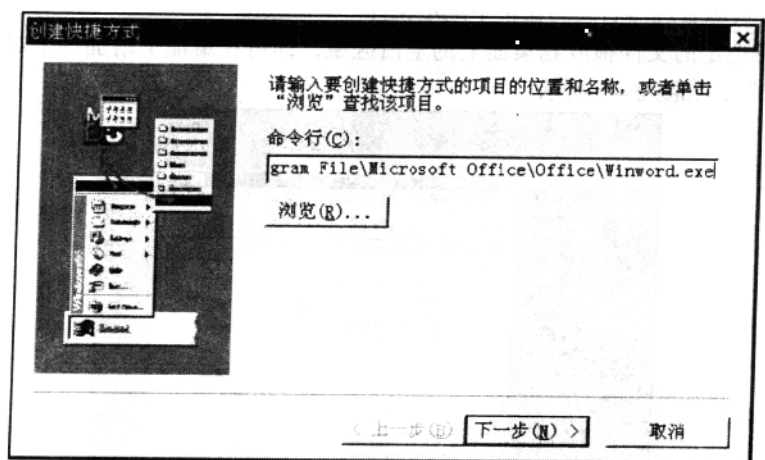 创建快捷方式
请输入要创建快捷方式的项目的位置和名称，或者单击
“浏览”查找该项目。
命令行(C):
gram File\Microsoft Office\Office\Winword.exe
浏览(R)...
< 上一步(B)
下一步(N) >
取消